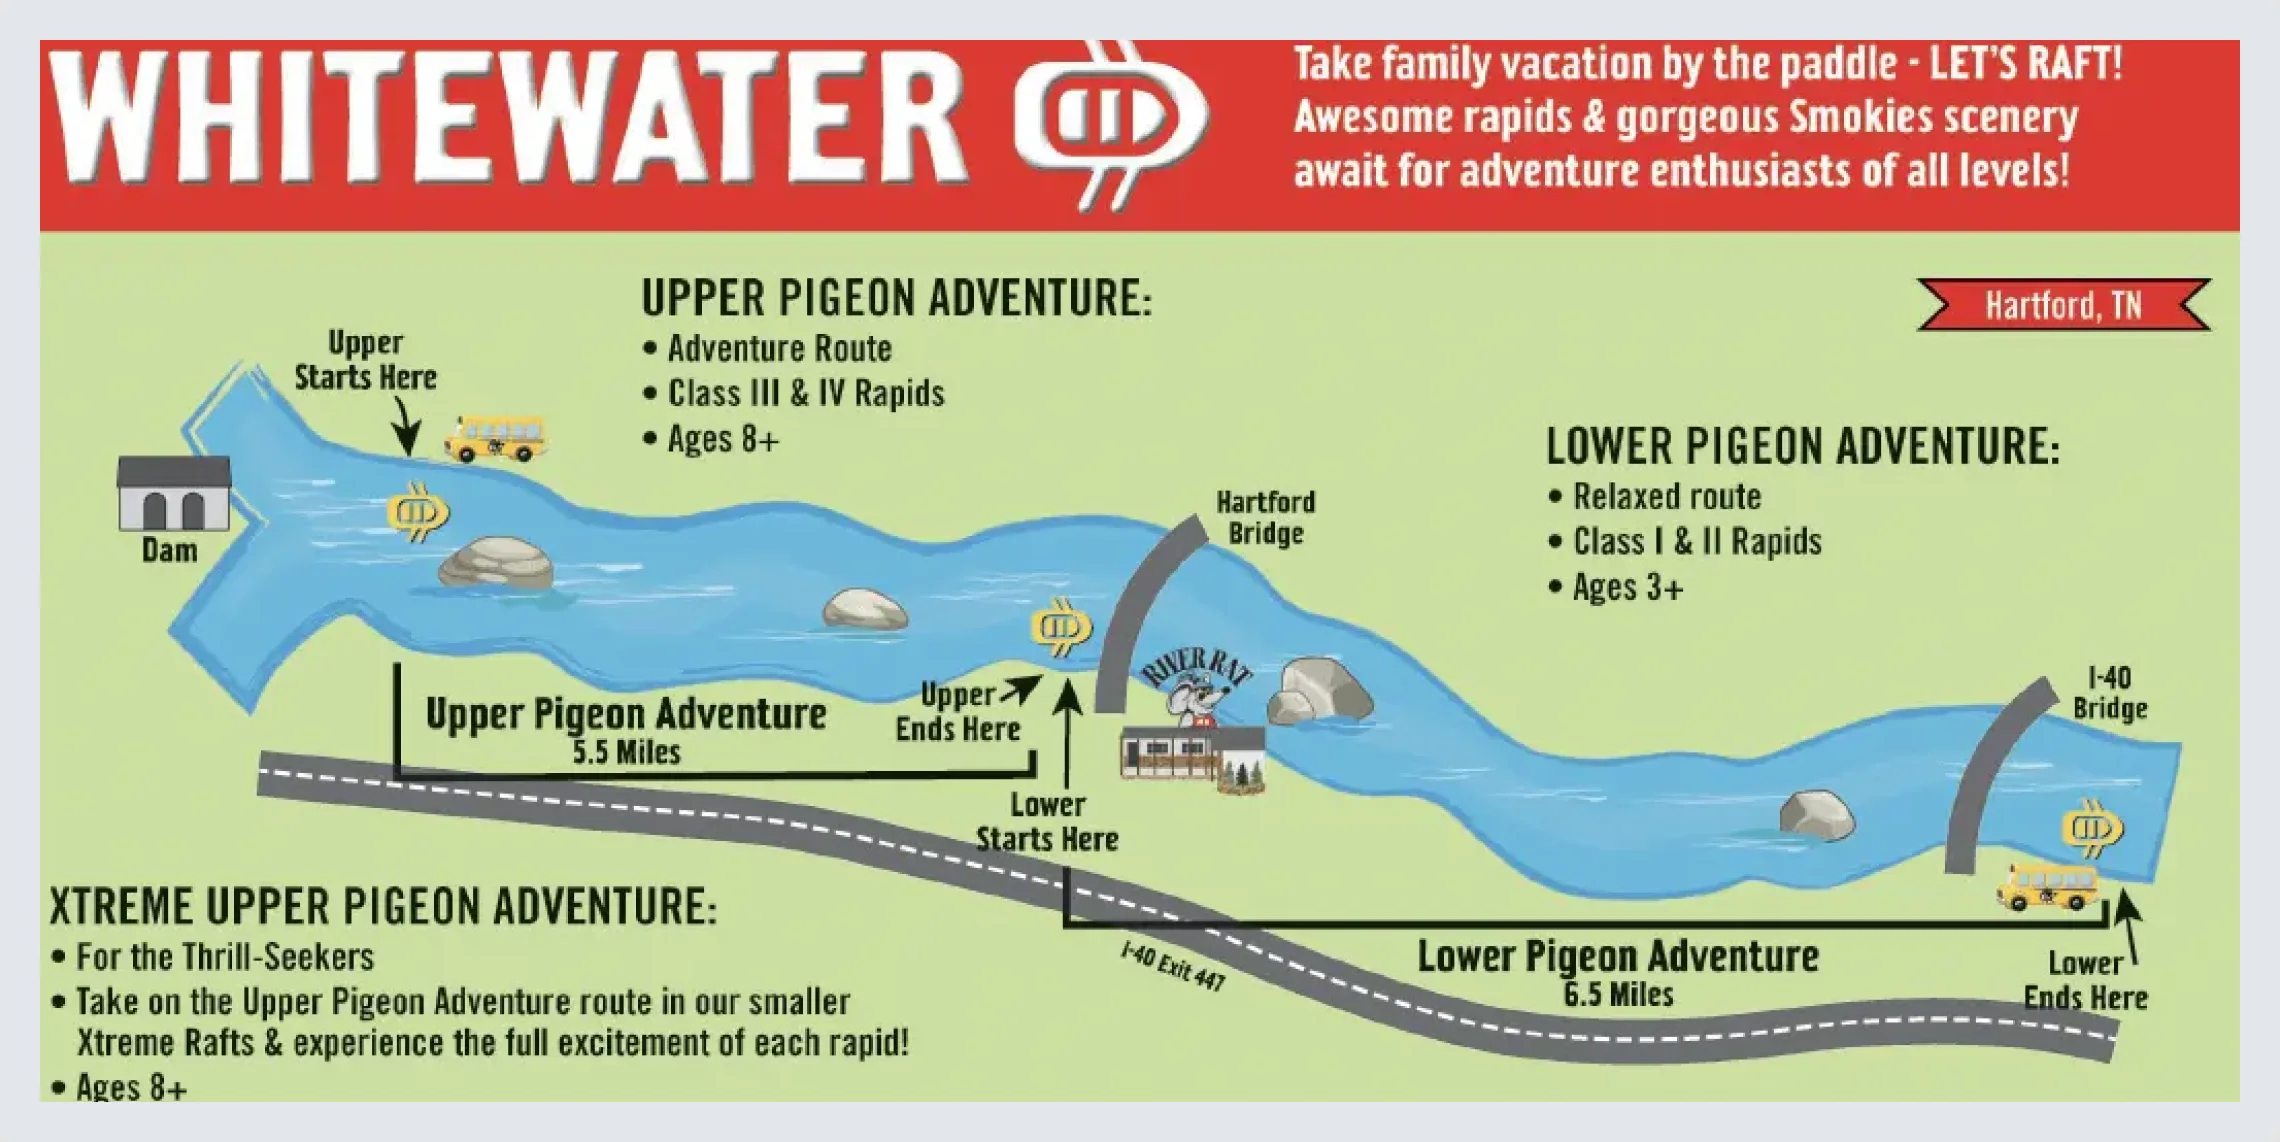 WHITEWATER
Take family vacation by the paddle - LET'S RAFT!
Awesome rapids & gorgeous Smokies scenery
await for adventure enthusiasts of all levels!
UPPER PIGEON ADVENTURE:
• Adventure Route
• Class III & IV Rapids
• Ages 8+
Hartford, TN
Upper
Starts Here
LOWER PIGEON ADVENTURE:
• Relaxed route
• Class I & II Rapids
• Ages 3+
Hartford
Bridge
Dam
RIVER RAT
I-40
Bridge
Upper
Ends Here
Upper Pigeon Adventure
5.5 Miles
Lower
Starts Here
XTREME UPPER PIGEON ADVENTURE:
• For the Thrill-Seekers
• Take on the Upper Pigeon Adventure route in our smaller
Xtreme Rafts & experience the full excitement of each rapid!
• Ages 8+
I-40 Exit 447
Lower Pigeon Adventure
6.5 Miles
Lower
Ends Here